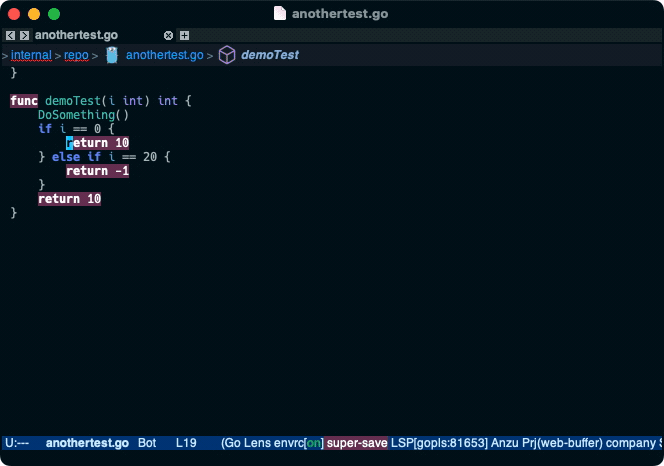 anothertest.go
anothertest.go
> internal > repo > anothertest.go > demoTest
}
func demoTest(i int) int {
    DoSomething()
    if i == 0 {
        return 10
    } else if i == 20 {
        return -1
    }
    return 10
}
U:--- anothertest.go Bot L19 (Go Lens envrc[on] super-save LSP[gopls:81653] Anzu Prj(web-buffer) company S